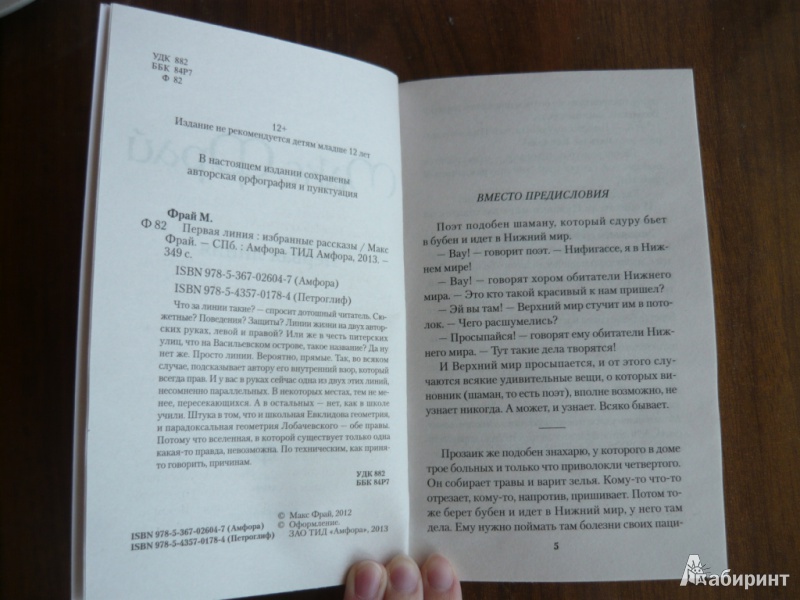 УДК 882
ББК 84Р7
Ф 82
12+
Издание не рекомендуется детям младше 12 лет
В настоящем издании сохранены
авторская орфография и пунктуация
Фрай М.
Ф 82 Первая линия : избранные рассказы / Макс
Фрай. — СПб. : Амфора. ТИД Амфора, 2013. —
349 с.
ISBN 978-5-367-02604-7 (Амфора)
ISBN 978-5-4357-0178-4 (Петроглиф)
Что за линии такие? — спросит дотошный читатель. Сю-
жетные? Поведения? Защиты? Линии жизни на двух автор-
ских руках, левой и правой? Или же в честь питерских
улиц, что на Васильевском острове, такое название? Да ну
нет же. Просто линии. Вероятно, прямые. Так, во всяком
случае, подсказывает автору его внутренний взор, который
всегда прав. И у вас в руках сейчас одна из двух этих линий,
несомненно параллельных. В некоторых местах, тем не ме-
нее, пересекающихся. А в остальных — нет, как в школе
учили. Штука в том, что и школьная Евклидова геометрия,
и парадоксальная геометрия Лобачевского — обе правы.
Потому что вселенная, в которой существует только одна
какая-то правда, невозможна. По техническим, как приня-
то говорить, причинам.
УДК 882
ББК 84Р7
© Макс Фрай, 2012
© Оформление.
ЗАО ТИД «Амфора», 2013
ISBN 978-5-367-02604-7 (Амфора)
ISBN 978-5-4357-0178-4 (Петроглиф)
ВМЕСТО ПРЕДИСЛОВИЯ
Поэт подобен шаману, который сдуру бьет
в бубен и идет в Нижний мир.
— Вау! — говорит поэт. — Нифигассе, я в Ниж-
нем мире!
— Вау! — говорят хором обитатели Нижнего
мира. — Это кто такой красивый к нам пришел?
— Эй вы там! — Верхний мир стучит им в пото-
лок. — Чего расшумелись?
— Просыпайся! — говорят ему обитатели Ниж-
него мира. — Тут такие дела творятся!
И Верхний мир просыпается, и от этого слу-
чаются всякие удивительные вещи, о которых ви-
новник (шаман, то есть поэт), вполне возможно, не
узнает никогда. А может, и узнает. Всяко бывает.
Прозаик же подобен знахарю, у которого в доме
трое больных и только что приволокли четвертого.
Он собирает травы и варит зелья. Кому-то что-то
отрезает, кому-то, напротив, пришивает. Потом то-
же берет бубен и идет в Нижний мир, у него там
дела. Ему нужно поймать там болезни своих паци-
5
Лабиринт